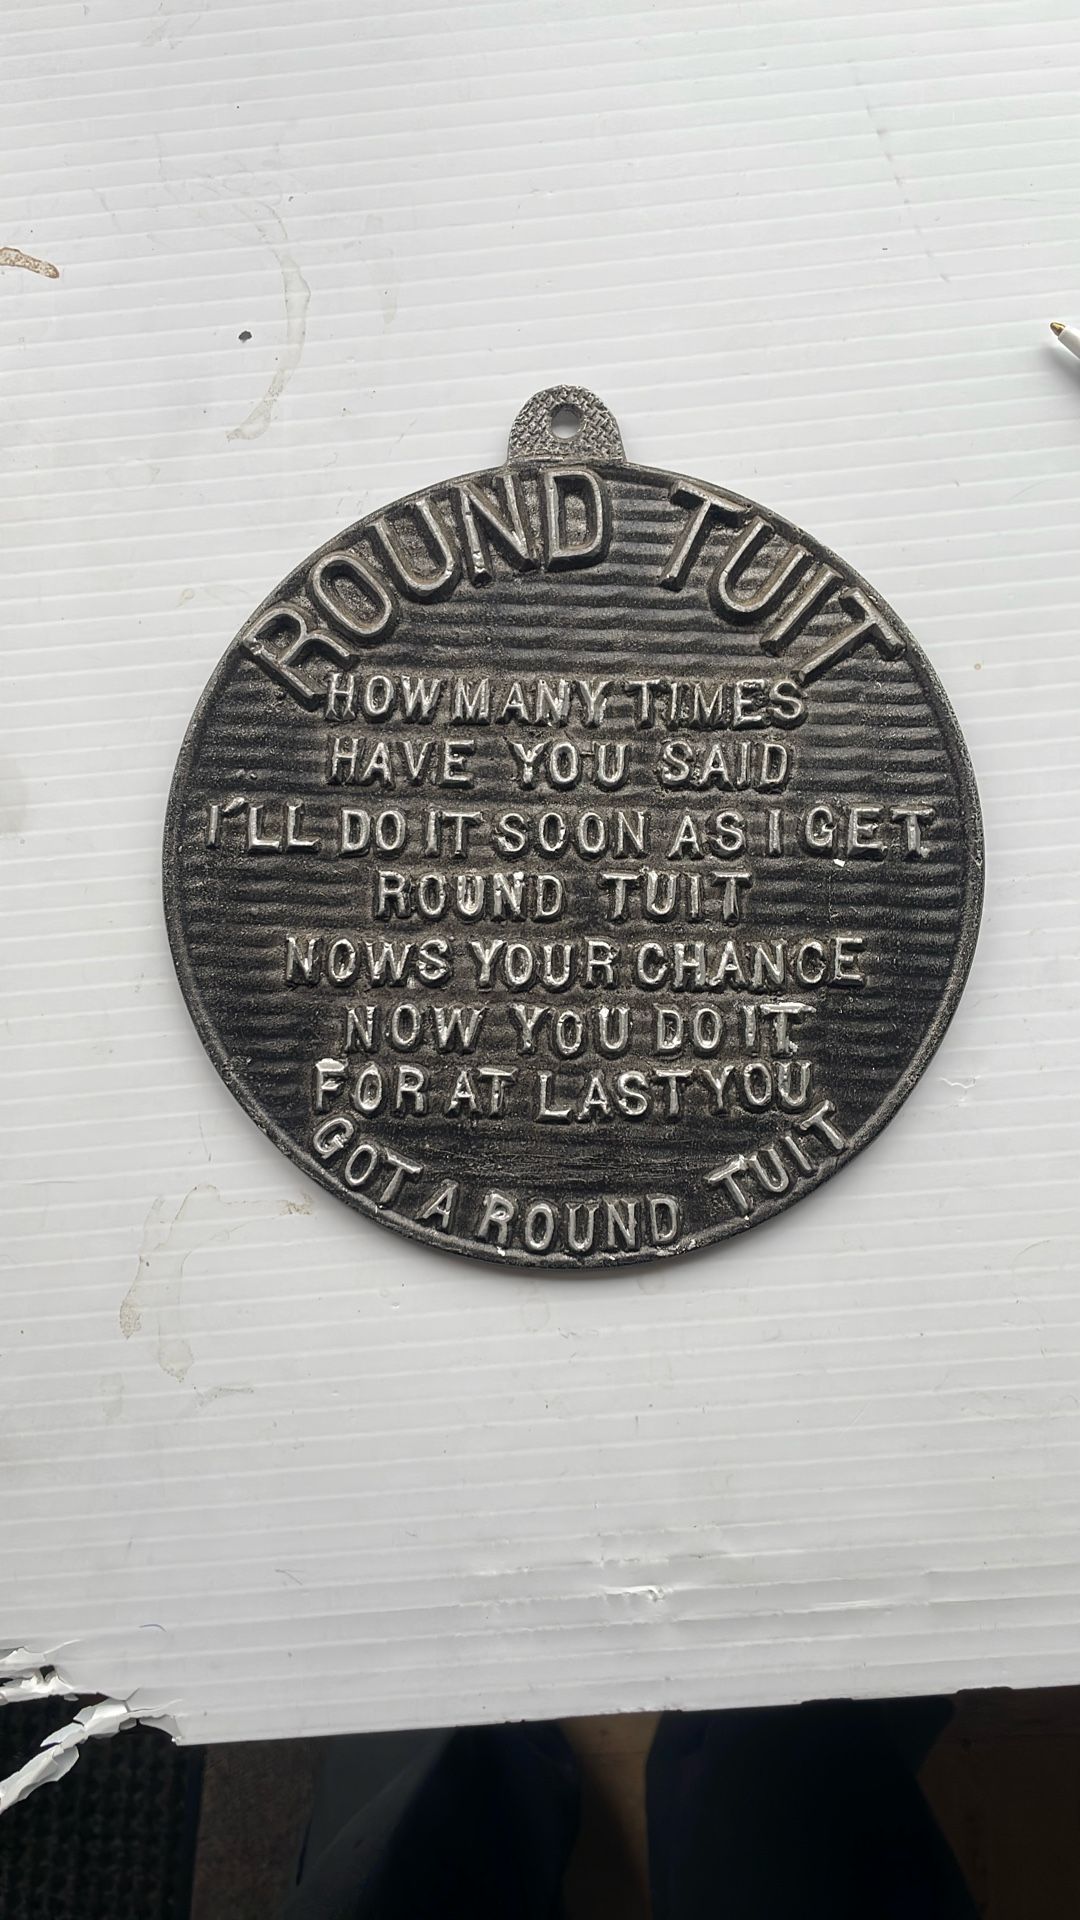 ROUND TUIT
HOW MANY TIMES
HAVE YOU SAID
I'LL DO IT SOON AS I GET
ROUND TUIT
NOWS YOUR CHANCE
NOW YOU DO IT
FOR AT LAST YOU
GOT A ROUND TUIT